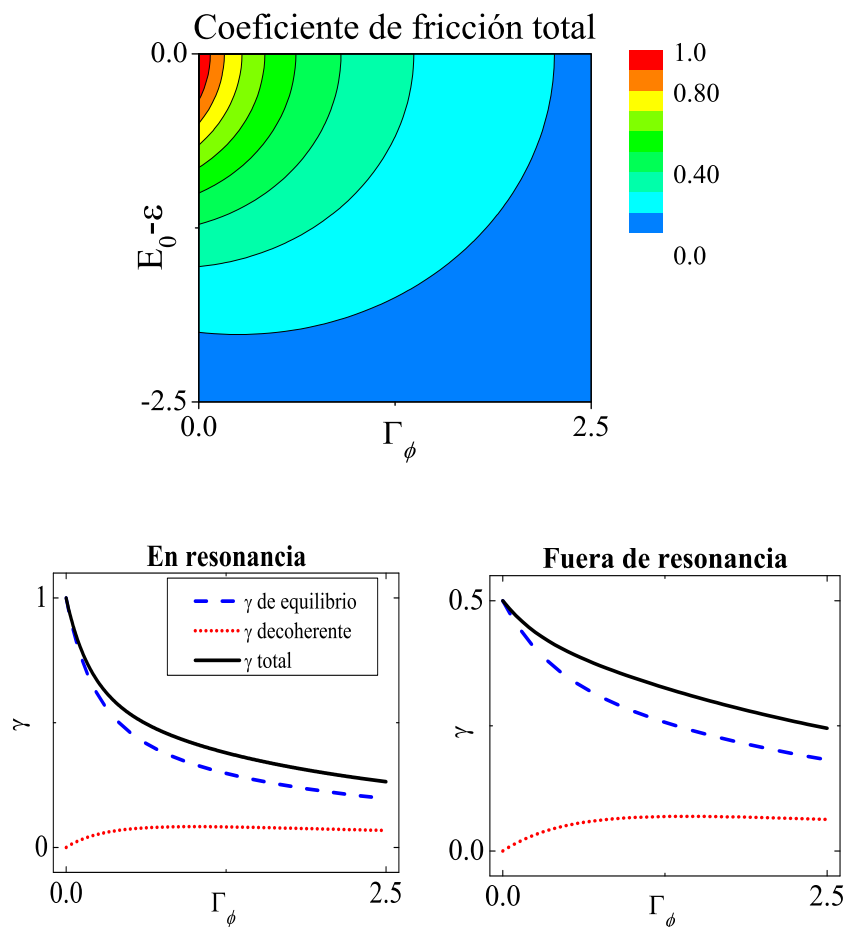 Coeficiente de fricción total
0.0
E0-ε
-2.5
0.0
2.5
Γϕ
1.0
0.80
0.40
0.0
En resonancia
γ de equilibrio
γ decoherente
γ total
1
γ
0
0.0
2.5
Γϕ
Fuera de resonancia
0.5
γ
0.0
0.0
2.5
Γϕ